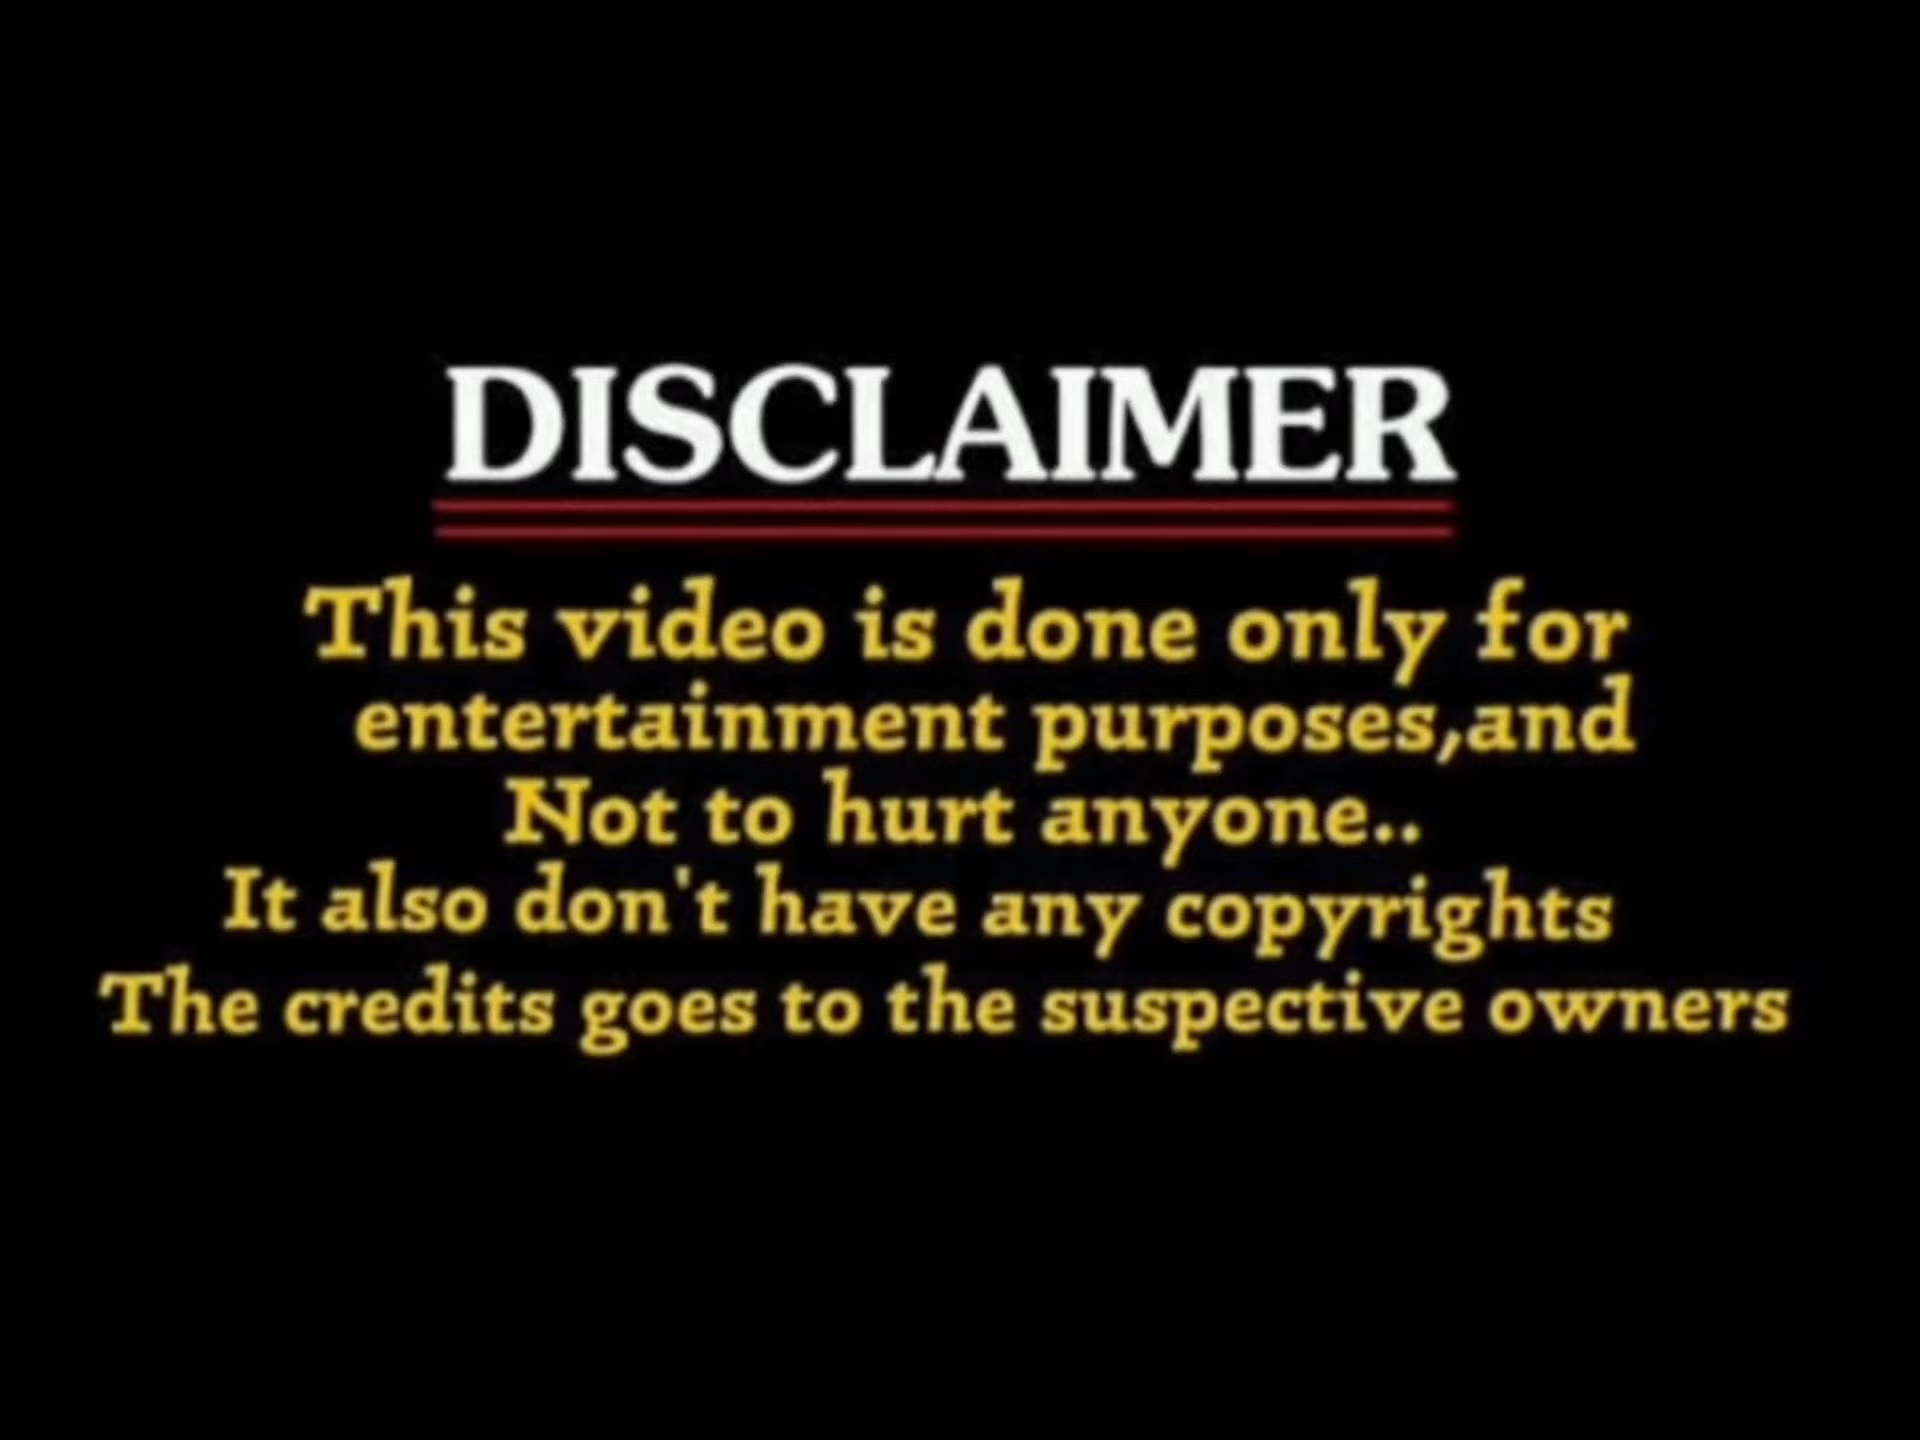 DISCLAIMER
This video is done only for
entertainment purposes,and
Not to hurt anyone..
It also don't have any copyrights
The credits goes to the suspective owners